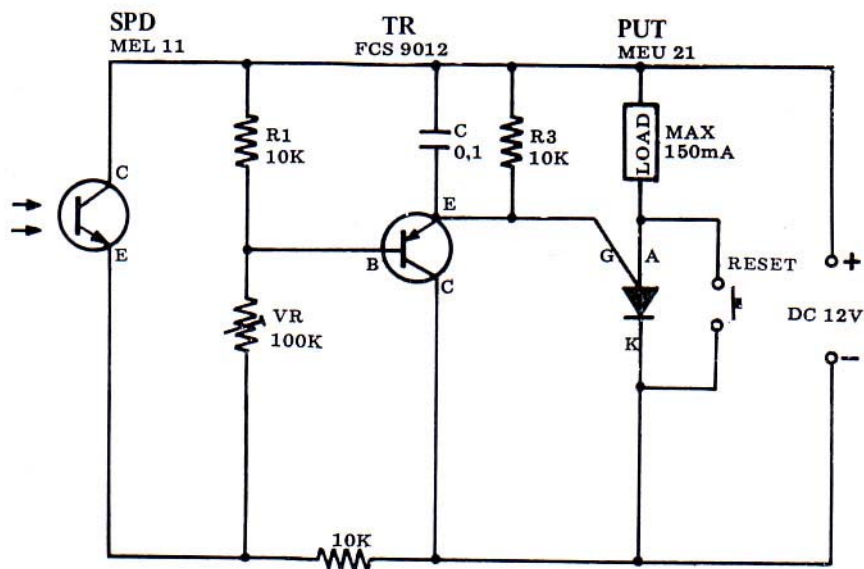 SPD
MEL 11
TR
FCS 9012
PUT
MEU 21
R1
10K
C
0,1
R3
10K
LOAD
MAX
150mA
C
E
E
B
C
G
A
K
RESET
+
DC 12V
−
VR
100K
10K